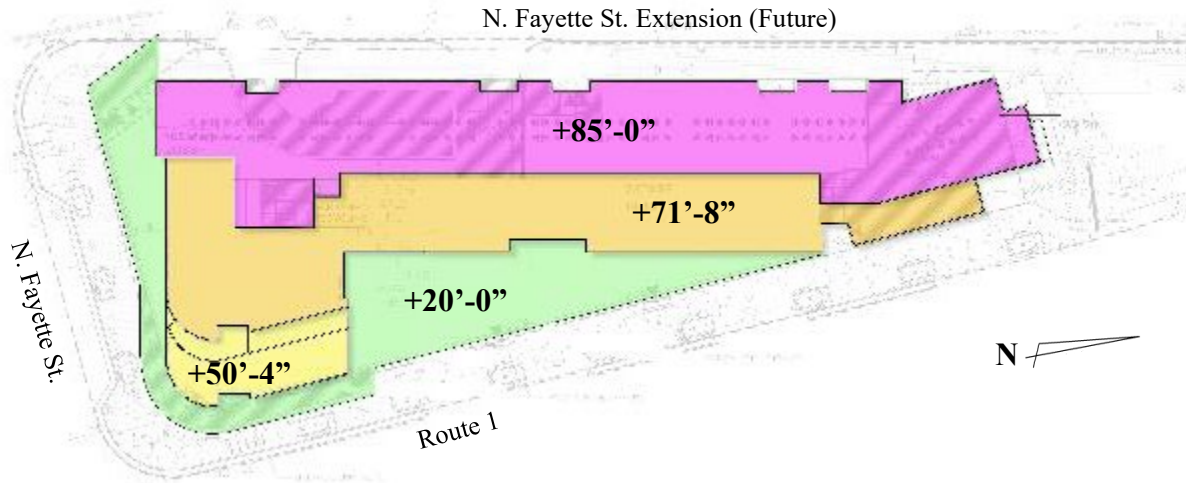 N. Fayette St. Extension (Future)
+85’-0”
+71’-8”
+20’-0”
N. Fayette St.
+50’-4”
N
Route 1